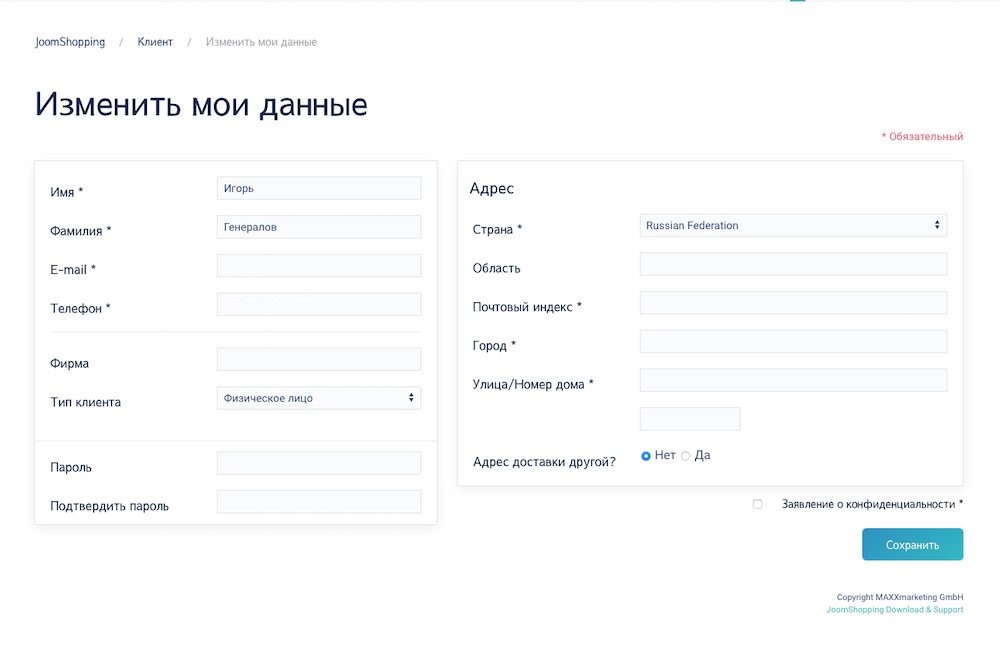 JoomShopping / Клиент / Изменить мои данные
Изменить мои данные
* Обязательный
Имя * Игорь
Фамилия * Генералов
E-mail *
Телефон *
Фирма
Тип клиента Физическое лицо
Пароль
Подтвердить пароль
Адрес
Страна * Russian Federation
Область
Почтовый индекс *
Город *
Улица/Номер дома *
Адрес доставки другой? Нет Да
Заявление о конфиденциальности *
Сохранить
Copyright MAXXmarketing GmbH
JoomShopping Download & Support